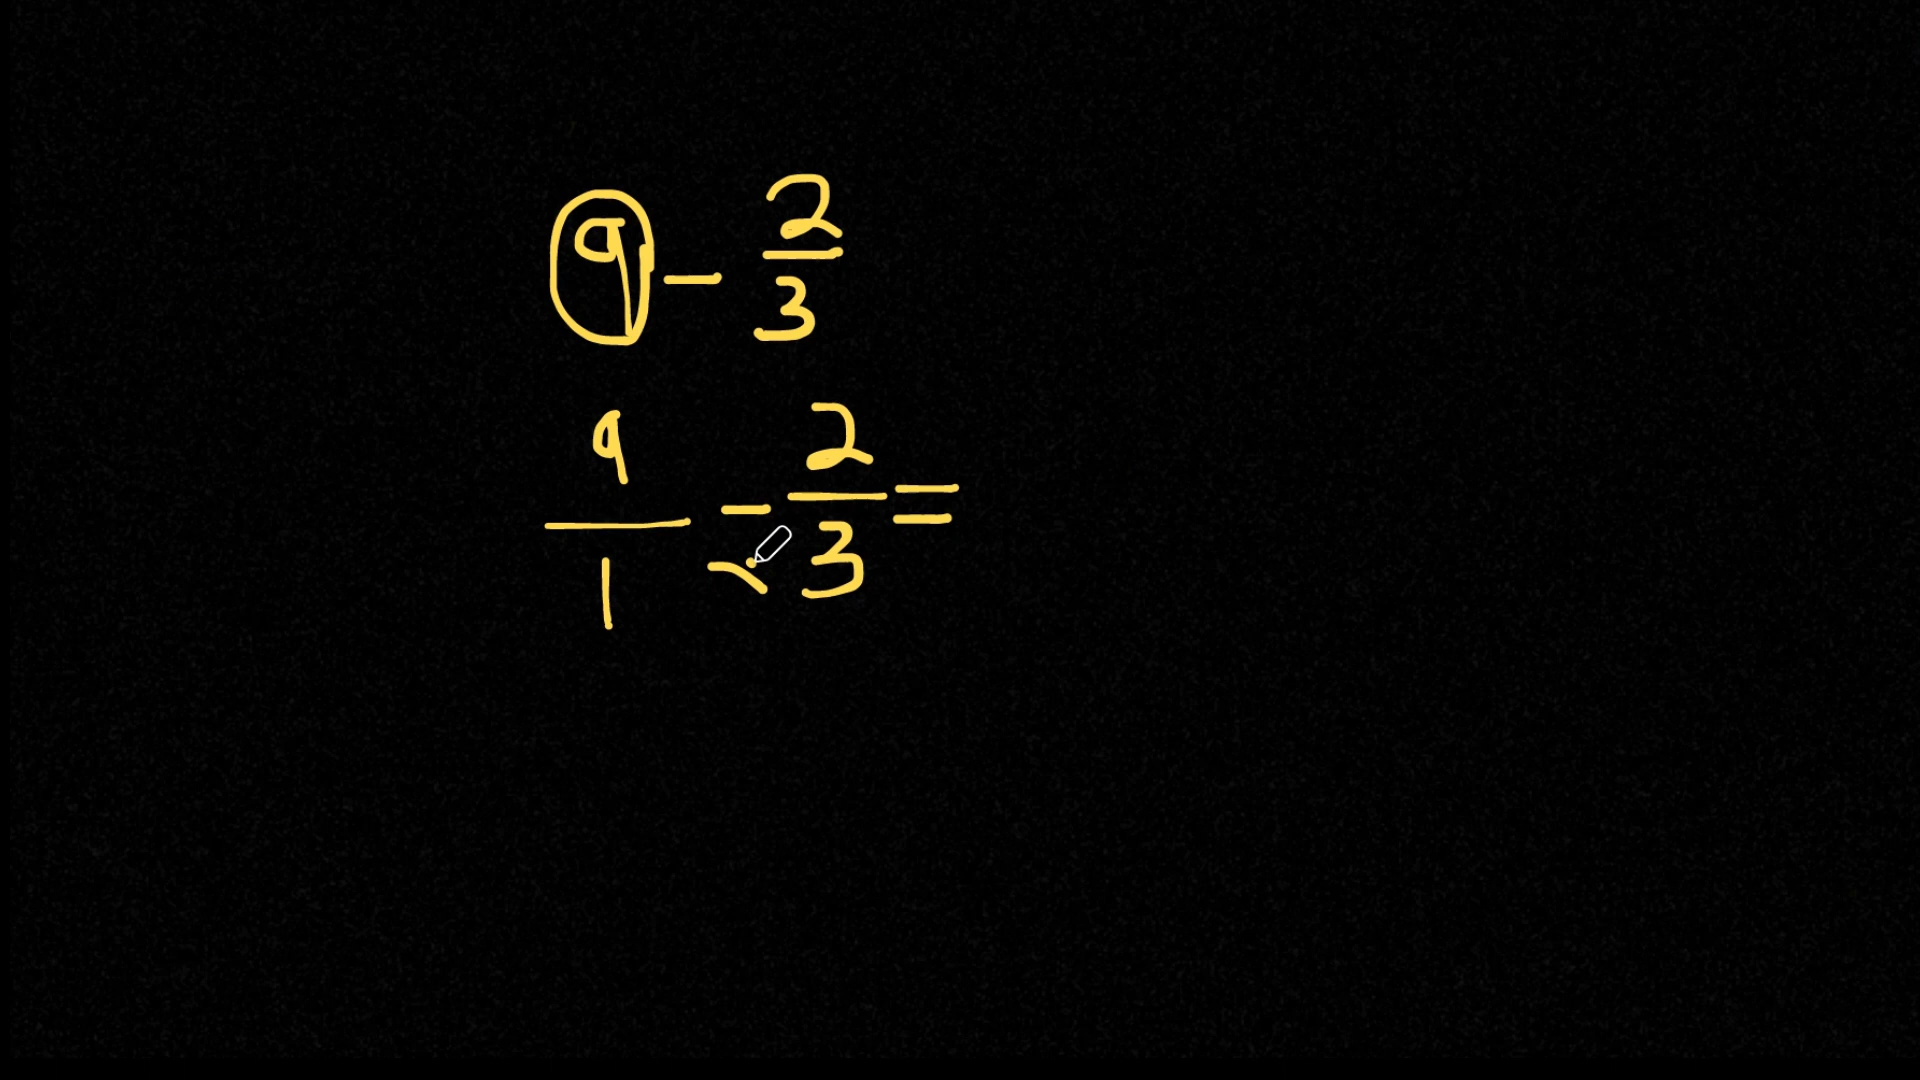 9 - 2/3
9/1 - 2/3 =